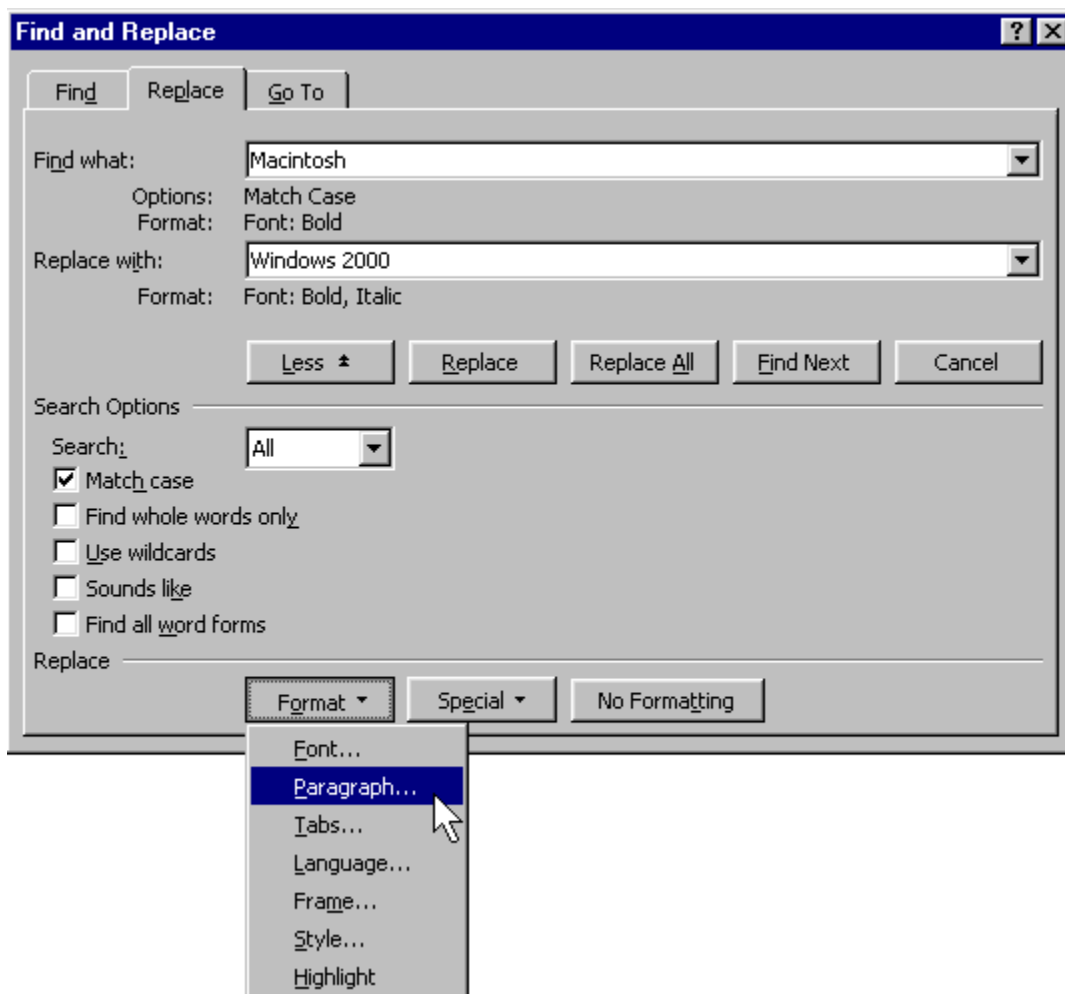 Find and Replace
Find Replace Go To
Find what: Macintosh
Options: Match Case
Format: Font: Bold
Replace with: Windows 2000
Format: Font: Bold, Italic
Less Replace Replace All Find Next Cancel
Search Options
Search: All
Match case
Find whole words only
Use wildcards
Sounds like
Find all word forms
Replace
Format Special No Formatting
Font...
Paragraph...
Tabs...
Language...
Frame...
Style...
Highlight